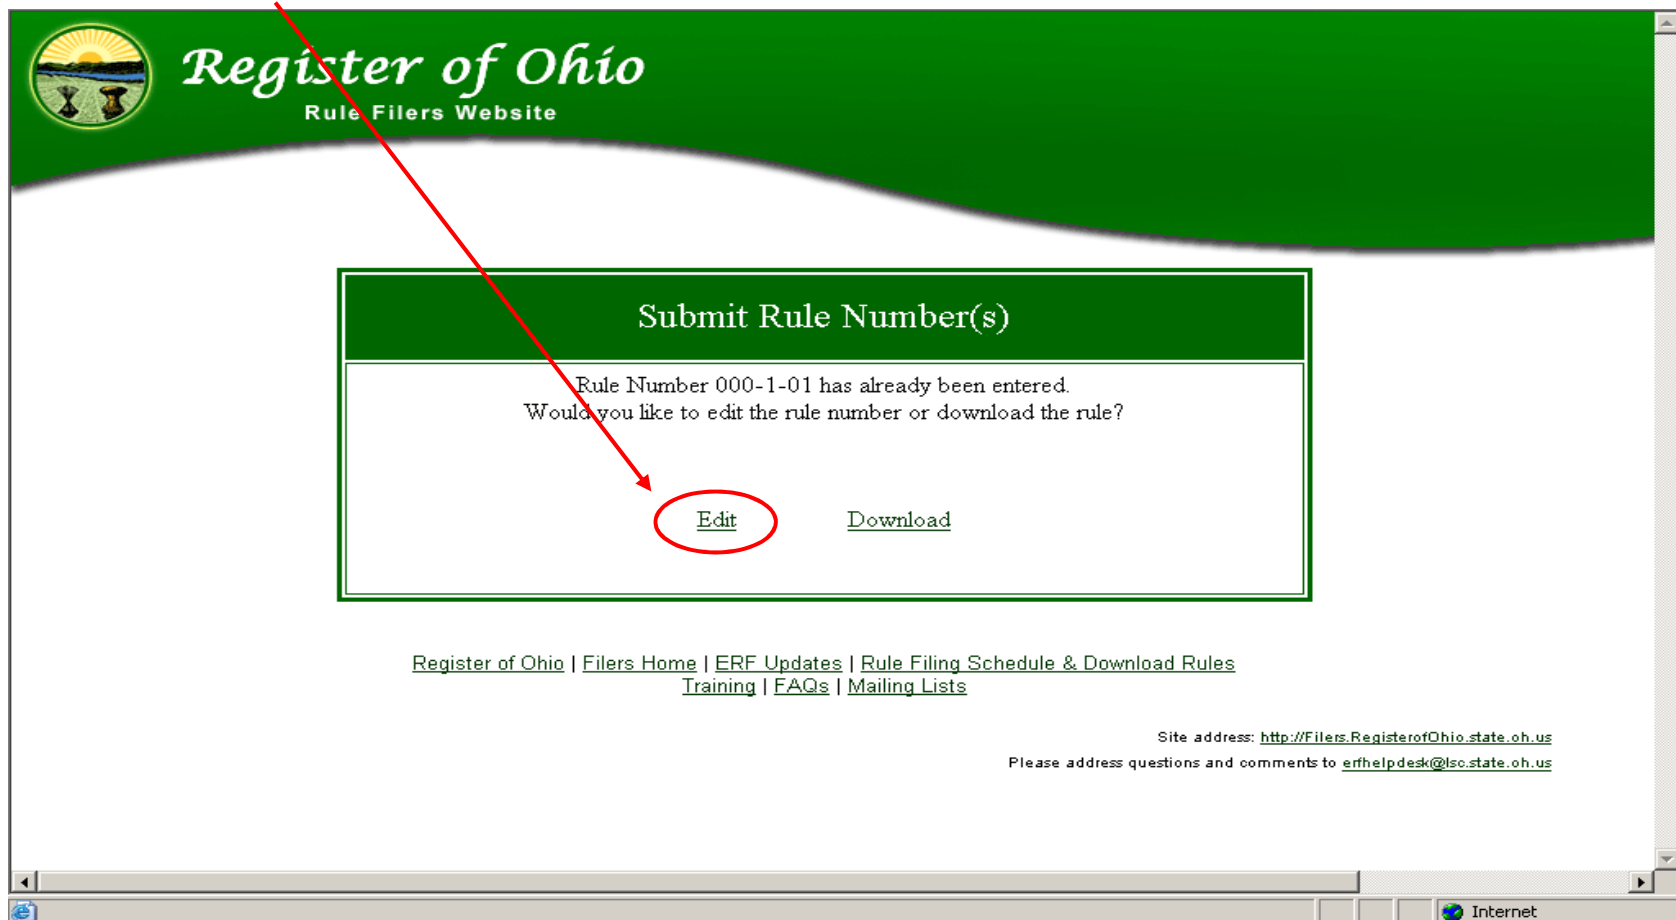 Register of Ohio
Rule Filers Website
Submit Rule Number(s)
Rule Number 000-1-01 has already been entered.
Would you like to edit the rule number or download the rule?
Edit Download
Register of Ohio | Filers Home | ERF Updates | Rule Filing Schedule & Download Rules
Training | FAQs | Mailing Lists
Site address: http://Filers.RegisterofOhio.state.oh.us
Please address questions and comments to erfhelpdesk@lsc.state.oh.us
Internet